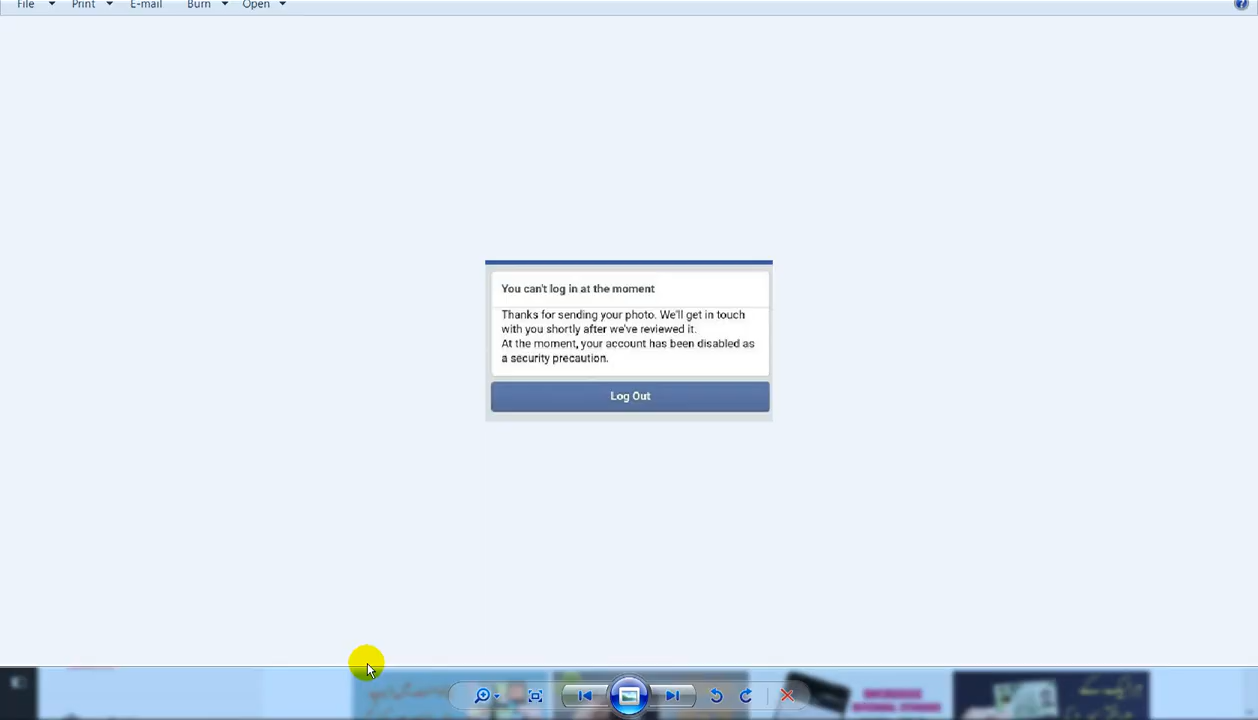 File Print E-mail Burn Open
You can't log in at the moment
Thanks for sending your photo. We'll get in touch
with you shortly after we've reviewed it.
At the moment, your account has been disabled as
a security precaution.
Log Out